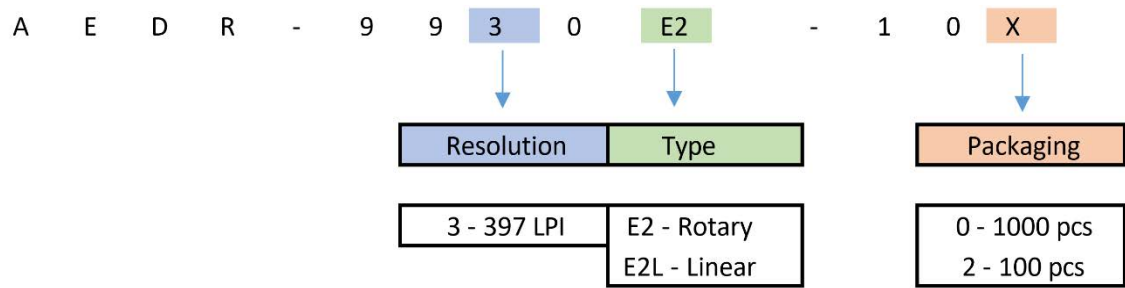 A E D R - 9 9 3 0 E2 - 1 0 X
Resolution Type Packaging
3 - 397 LPI E2 - Rotary 0 - 1000 pcs
E2L - Linear 2 - 100 pcs